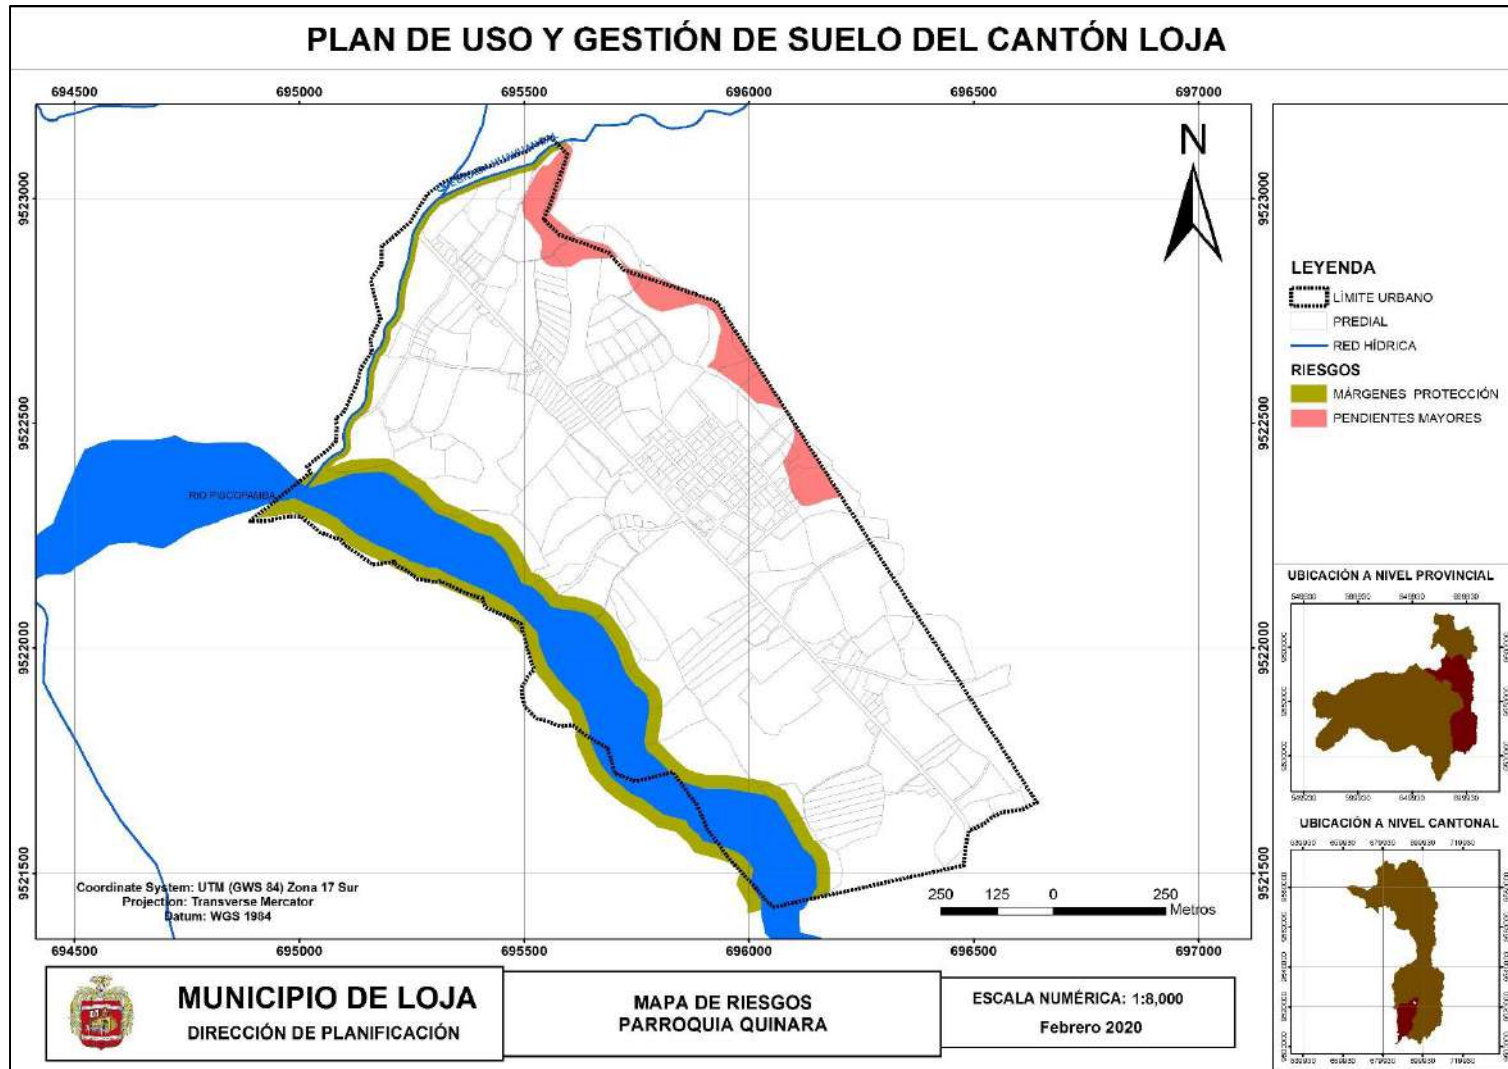 PLAN DE USO Y GESTIÓN DE SUELO DEL CANTÓN LOJA
694500 695000 695500 696000 696500 697000
N
9523000 9523000
9522500 9522500
RIO PISCOPAMBA
9522000 9522000
9521500 9521500
Coordinate System: UTM (GWS 84) Zona 17 Sur
Projection: Transverse Mercator
Datum: WGS 1984
250 125 0 250
Metros
694500 695000 695500 696000 696500 697000
LEYENDA
LÍMITE URBANO
PREDIAL
RED HÍDRICA
RIESGOS
MÁRGENES PROTECCIÓN
PENDIENTES MAYORES
UBICACIÓN A NIVEL PROVINCIAL
UBICACIÓN A NIVEL CANTONAL
MUNICIPIO DE LOJA
DIRECCIÓN DE PLANIFICACIÓN
MAPA DE RIESGOS
PARROQUIA QUINARA
ESCALA NUMÉRICA: 1:8,000
Febrero 2020